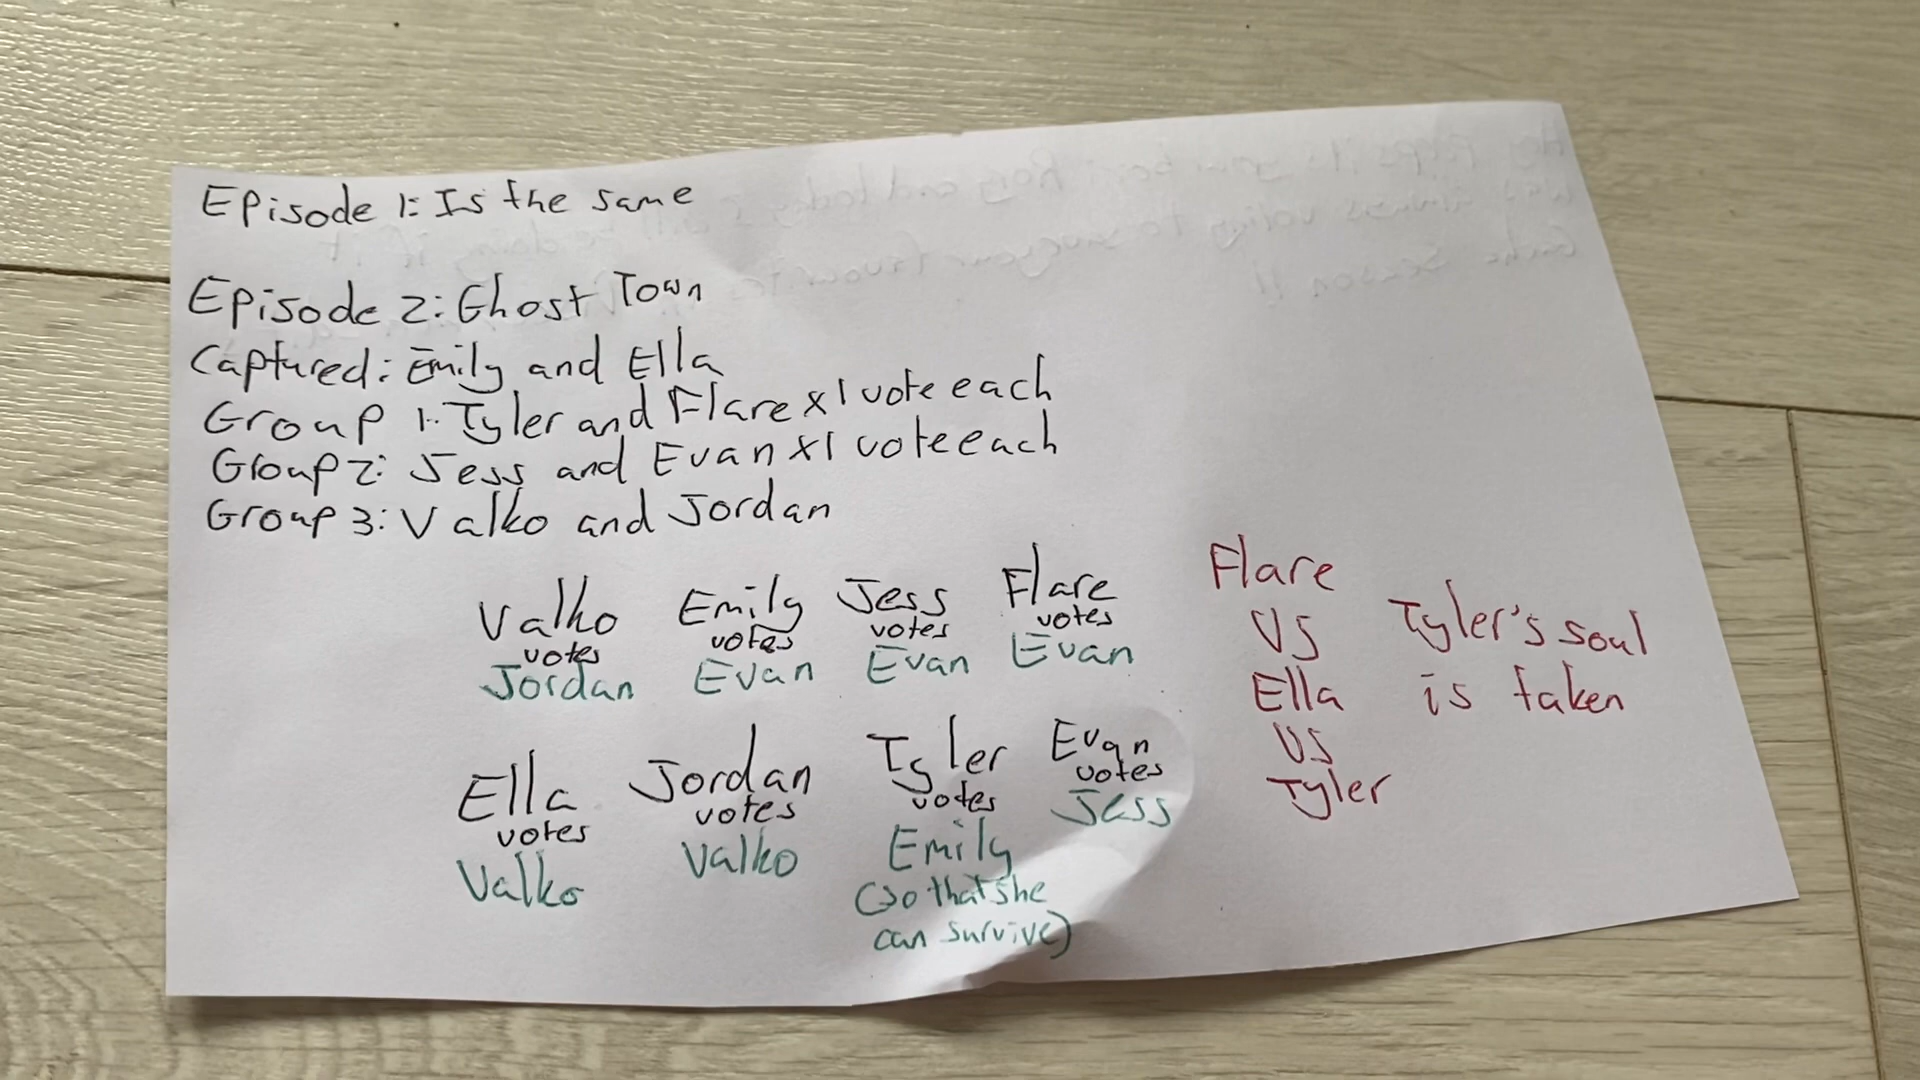 Episode 1: Is the same
Episode 2: Ghost Town
Captured: Emily and Ella
Group 1: Tyler and Flare x1 vote each
Group 2: Jess and Evan x1 vote each
Group 3: Valko and Jordan
Valko votes Jordan
Emily votes Evan
Jess votes Evan
Flare votes Evan
Ella votes Valko
Jordan votes Valko
Tyler votes Emily
(so that she
can survive)
Evan votes Jess
Flare
VS
Ella
VS
Tyler
Tyler's soul
is taken